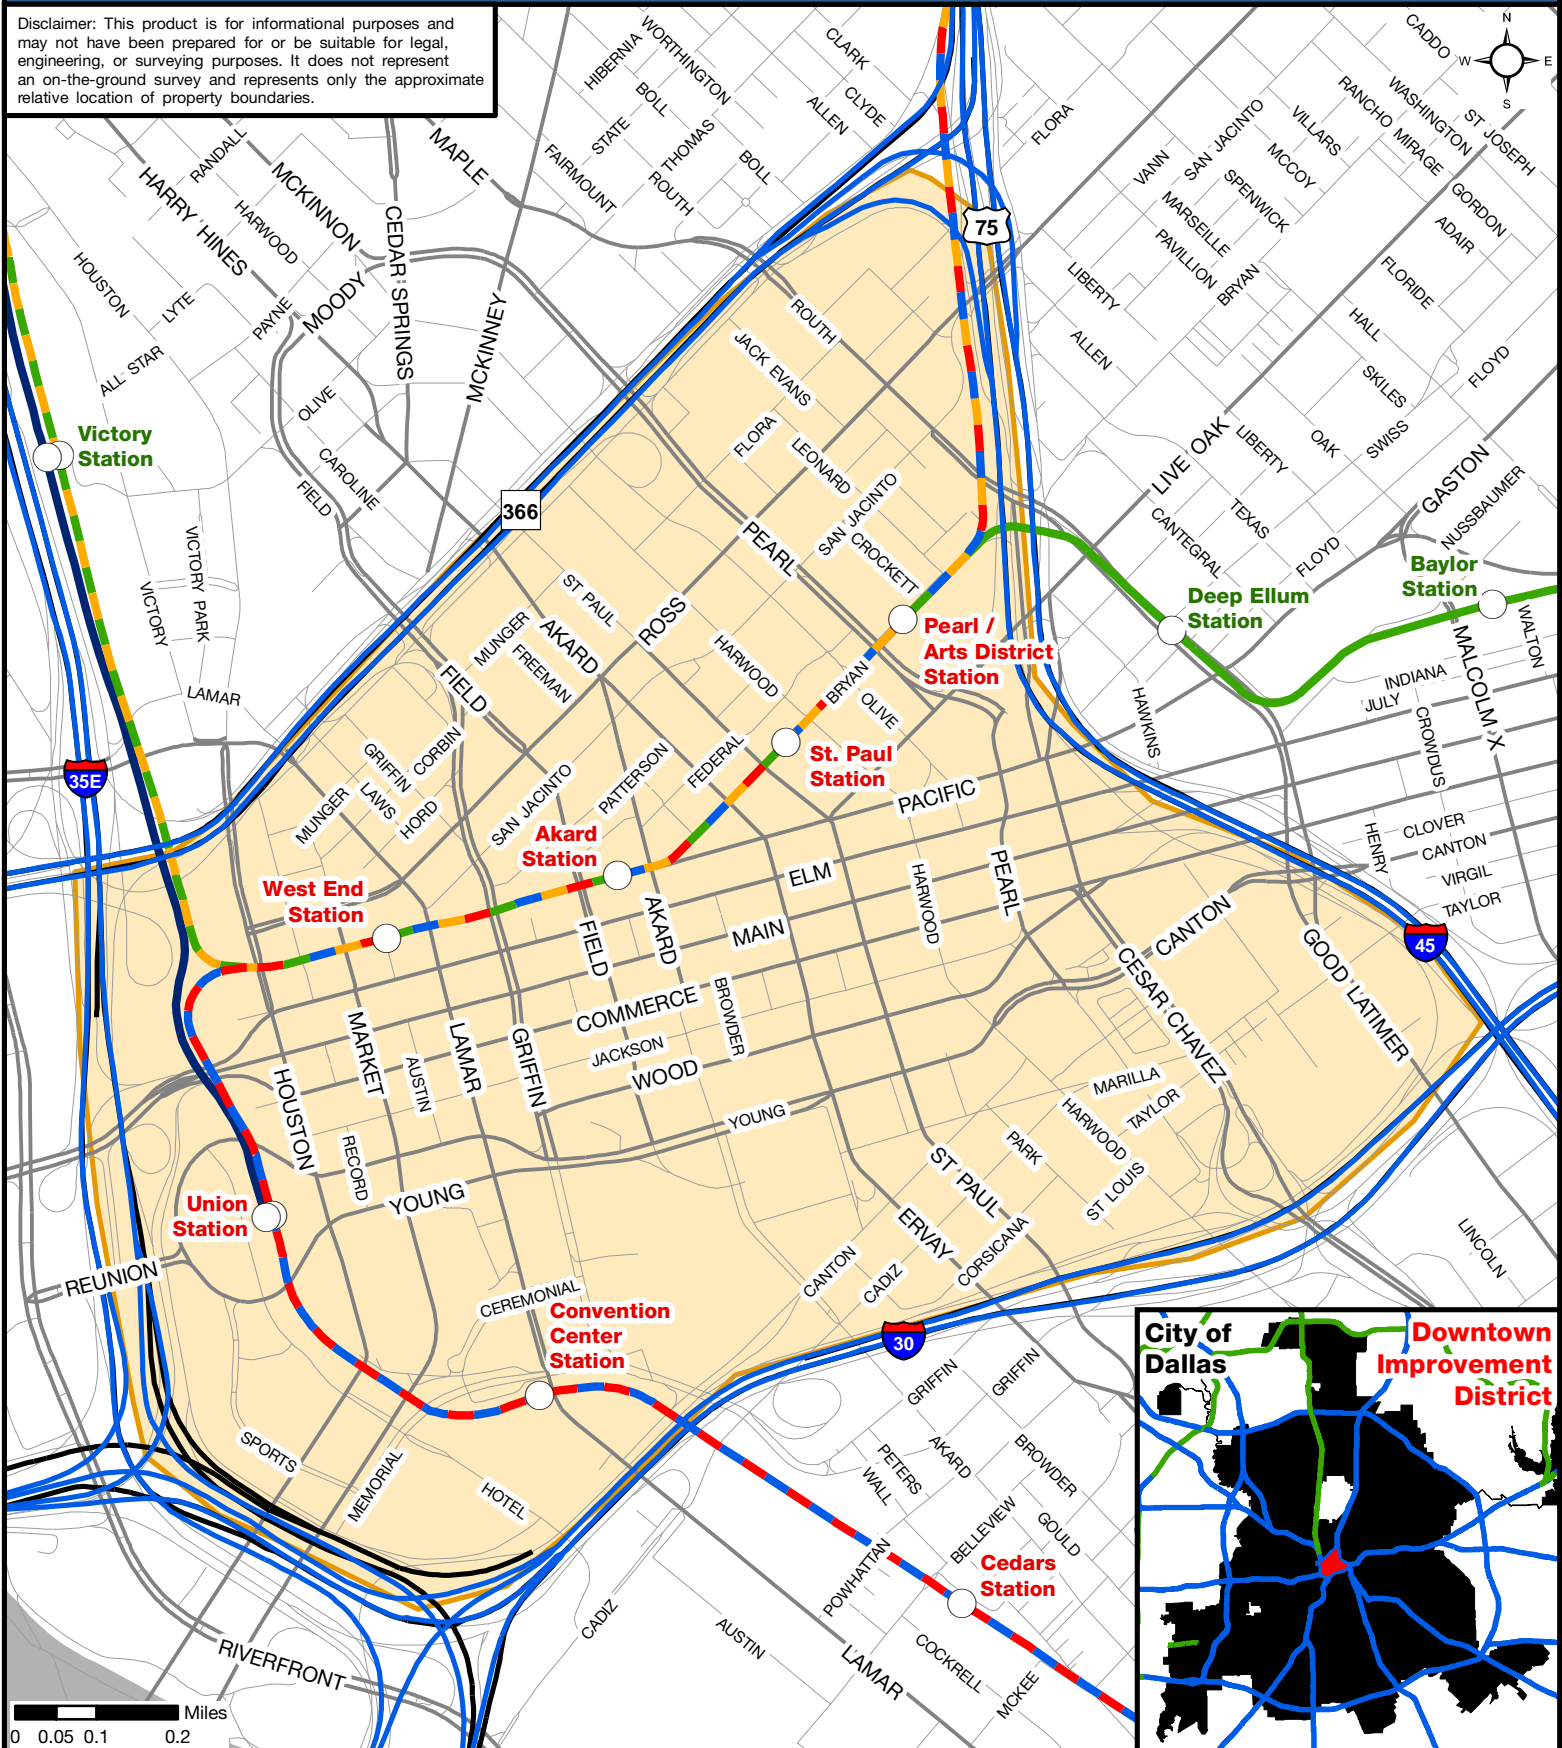 Disclaimer: This product is for informational purposes and
may not have been prepared for or be suitable for legal,
engineering, or surveying purposes. It does not represent
an on-the-ground survey and represents only the approximate
relative location of property boundaries.
N
W
E
S
HIBERNIA
WORTHINGTON
CLARK
CADDO
BOLL
CLYDE
ALLEN
STATE
THOMAS
BOLL
FAIRMOUNT
ROUTH
FLORA
RANCHO MIRAGE
WASHINGTON
ST JOSEPH
SAN JACINTO
VILLARS
VANN
MCCOY
SPENWICK
GORDON
MARSEILLE
ADAIR
PAVILLION
BRYAN
LIBERTY
FLORIDE
HALL
ALLEN
SKILES
FLOYD
MAPLE
RANDALL
MCKINNON
HARRY HINES
HARWOOD
CEDAR SPRINGS
HOUSTON
LYTE
PAYNE
MOODY
MCKINNEY
ALL STAR
OLIVE
75
ROUTH
JACK EVANS
FLORA
LEONARD
SAN JACINTO
CROCKETT
PEARL
LIVE OAK
LIBERTY
OAK
SWISS
TEXAS
CANTEGRAL
FLOYD
GASTON
NUSSBAUMER
Victory
Station
CAROLINE
FIELD
366
VICTORY PARK
VICTORY
LAMAR
Baylor
Station
Deep Ellum
Station
WALTON
MALCOLM X
INDIANA
JULY
CROWDUS
HAWKINS
ST PAUL
MUNGER
FREEMAN
AKARD
ROSS
HARWOOD
FIELD
BRYAN
OLIVE
Pearl /
Arts District
Station
St. Paul
Station
35E
GRIFFIN
CORBIN
LAWS
HORD
MUNGER
SAN JACINTO
PATTERSON
FEDERAL
PACIFIC
Akard
Station
West End
Station
ELM
MAIN
FIELD
AKARD
HARWOOD
PEARL
CLOVER
CANTON
VIRGIL
TAYLOR
HENRY
CANTON
45
GOOD LATIMER
CESAR CHAVEZ
COMMERCE
BROWDER
JACKSON
WOOD
YOUNG
MARKET
LAMAR
GRIFFIN
AUSTIN
HOUSTON
RECORD
YOUNG
MARILLA
TAYLOR
HARWOOD
PARK
ST LOUIS
ST PAUL
ERVAY
CORSICANA
CANTON
CADIZ
LINCOLN
Union
Station
REUNION
CEREMONIAL
Convention
Center
Station
30
GRIFFIN
GRIFFIN
SPORTS
MEMORIAL
HOTEL
PETERS
WALL
AKARD
BROWDER
BELLEVIEW
GOULD
POWHATTAN
Cedars
Station
CADIZ
AUSTIN
LAMAR
COCKRELL
MCKEE
RIVERFRONT
Miles
0 0.05 0.1 0.2
City of
Dallas
Downtown
Improvement
District